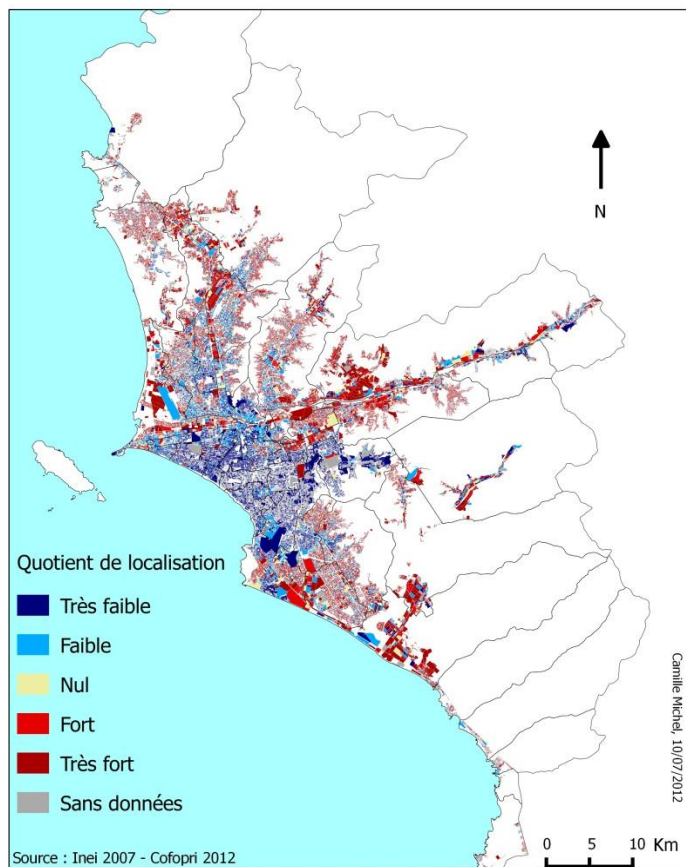 N
Quotient de localisation
Très faible
Faible
Nul
Fort
Très fort
Sans données
Camille Michel, 10/07/2012
Source : Inei 2007 - Cofopri 2012
0 5 10 Km